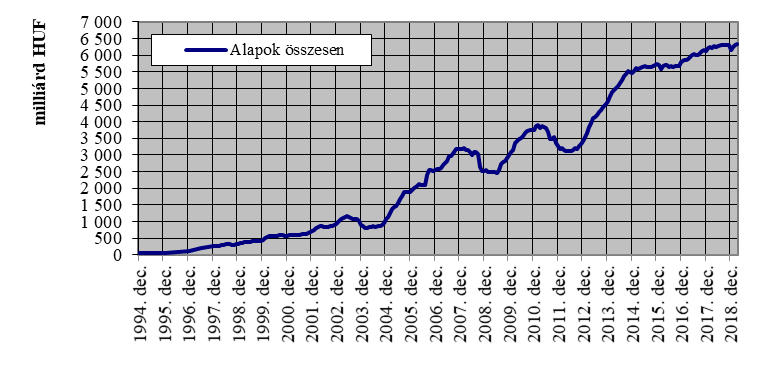 milliárd HUF
7 000
6 500
6 000
5 500
5 000
4 500
4 000
3 500
3 000
2 500
2 000
1 500
1 000
500
0
Alapok összesen
1994. dec.
1995. dec.
1996. dec.
1997. dec.
1998. dec.
1999. dec.
2000. dec.
2001. dec.
2002. dec.
2003. dec.
2004. dec.
2005. dec.
2006. dec.
2007. dec.
2008. dec.
2009. dec.
2010. dec.
2011. dec.
2012. dec.
2013. dec.
2014. dec.
2015. dec.
2016. dec.
2017. dec.
2018. dec.